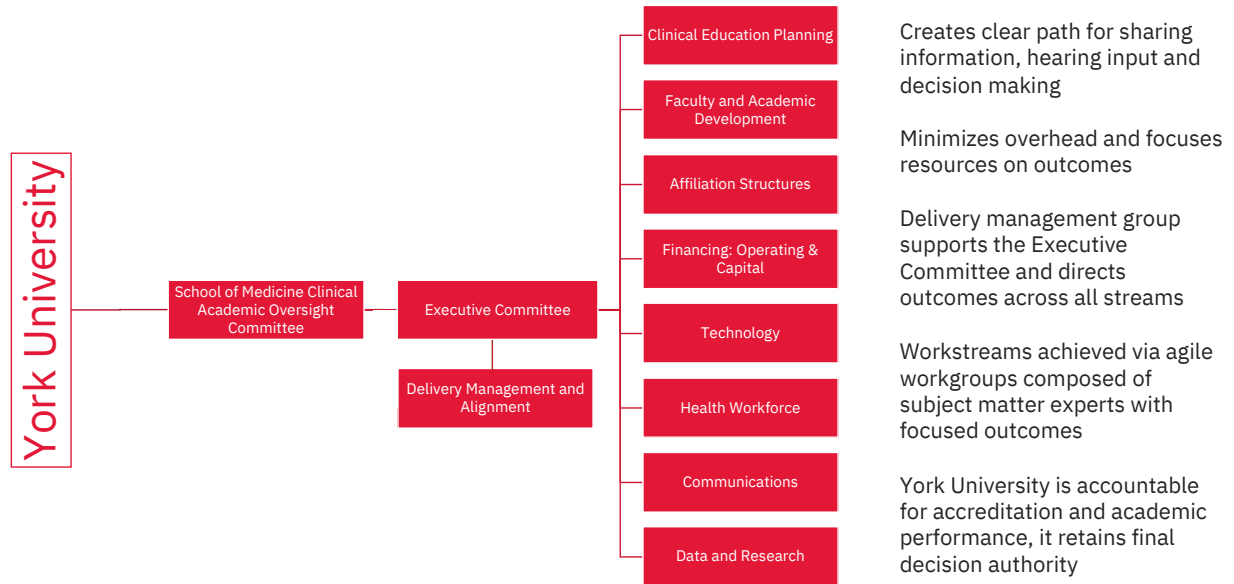 York University
School of Medicine Clinical
Academic Oversight
Committee
Executive Committee
Delivery Management and
Alignment
Clinical Education Planning
Faculty and Academic
Development
Affiliation Structures
Financing: Operating &
Capital
Technology
Health Workforce
Communications
Data and Research
Creates clear path for sharing
information, hearing input and
decision making
Minimizes overhead and focuses
resources on outcomes
Delivery management group
supports the Executive
Committee and directs
outcomes across all streams
Workstreams achieved via agile
workgroups composed of
subject matter experts with
focused outcomes
York University is accountable
for accreditation and academic
performance, it retains final
decision authority